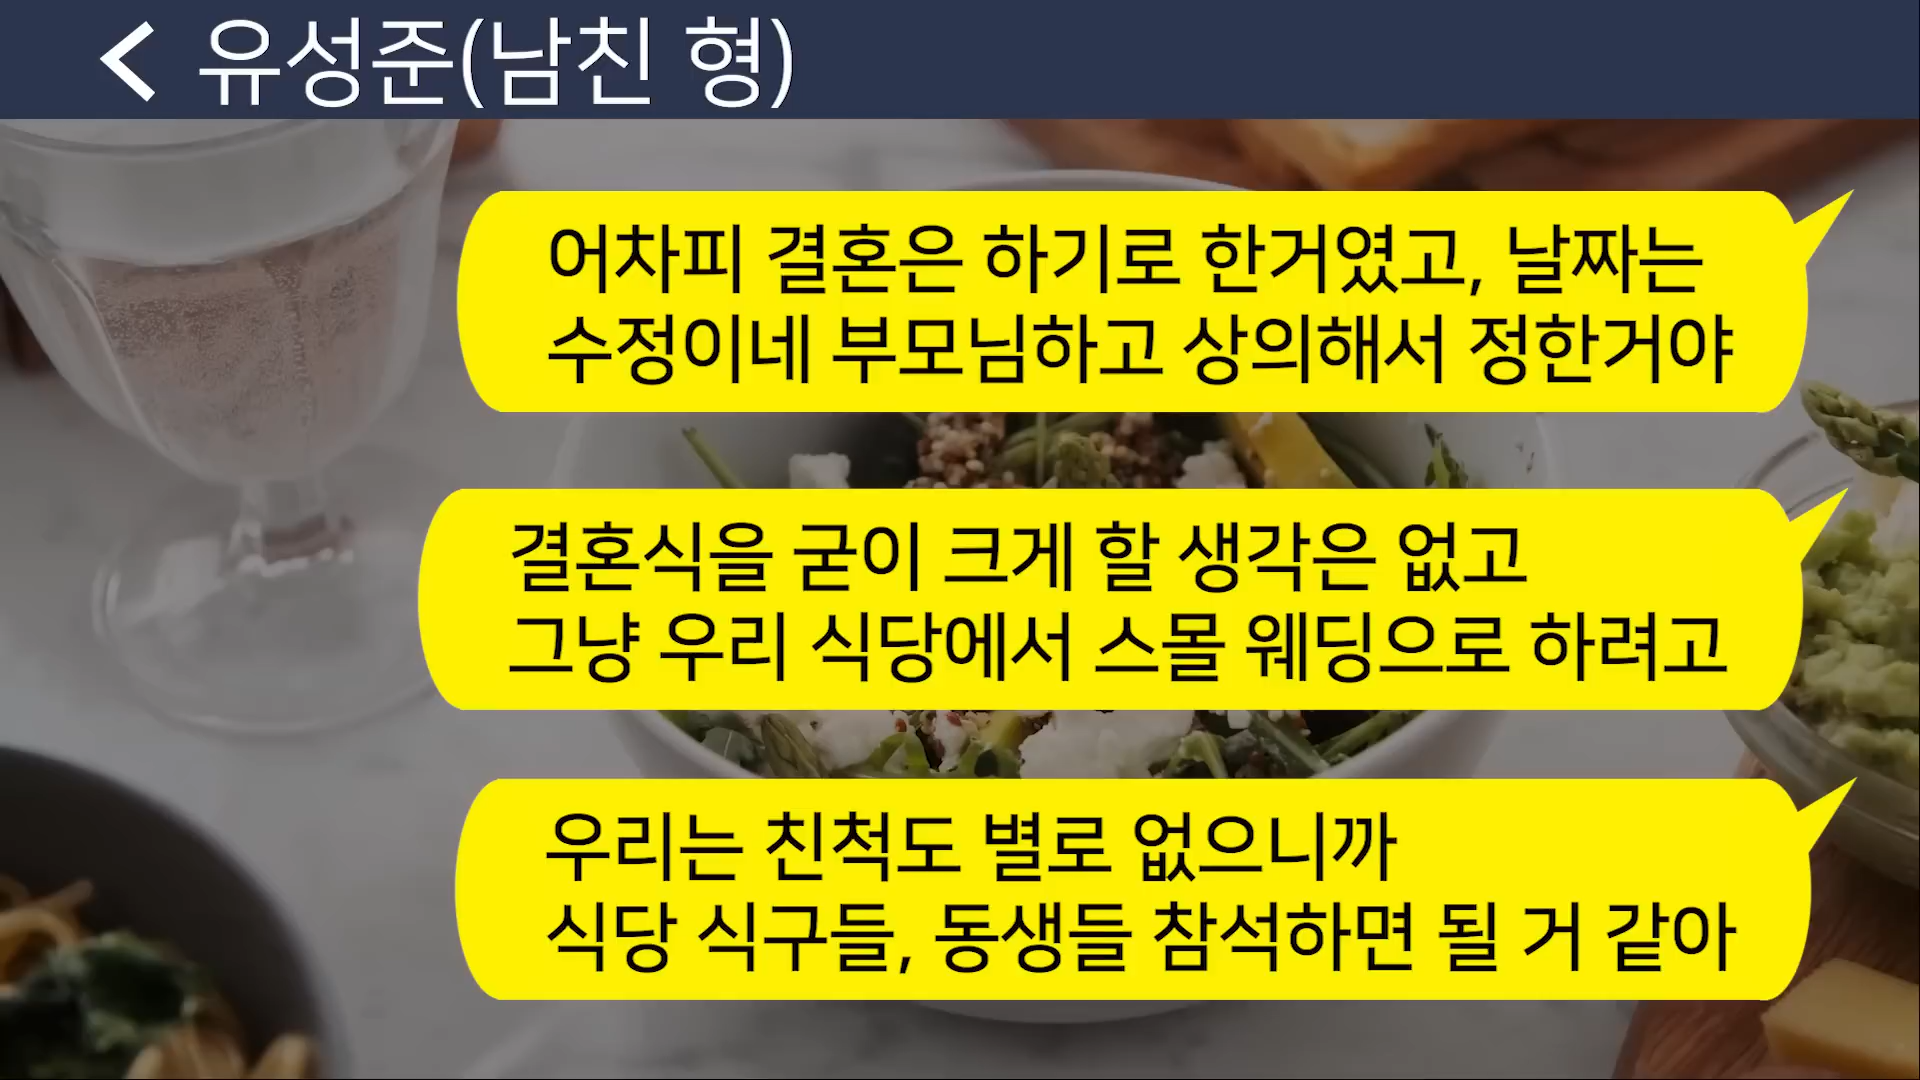 유성준(남친 형)
어차피 결혼은 하기로 한거였고, 날짜는
수정이네 부모님하고 상의해서 정한거야
결혼식을 굳이 크게 할 생각은 없고
그냥 우리 식당에서 스몰 웨딩으로 하려고
우리는 친척도 별로 없으니까
식당 식구들, 동생들 참석하면 될 거 같아